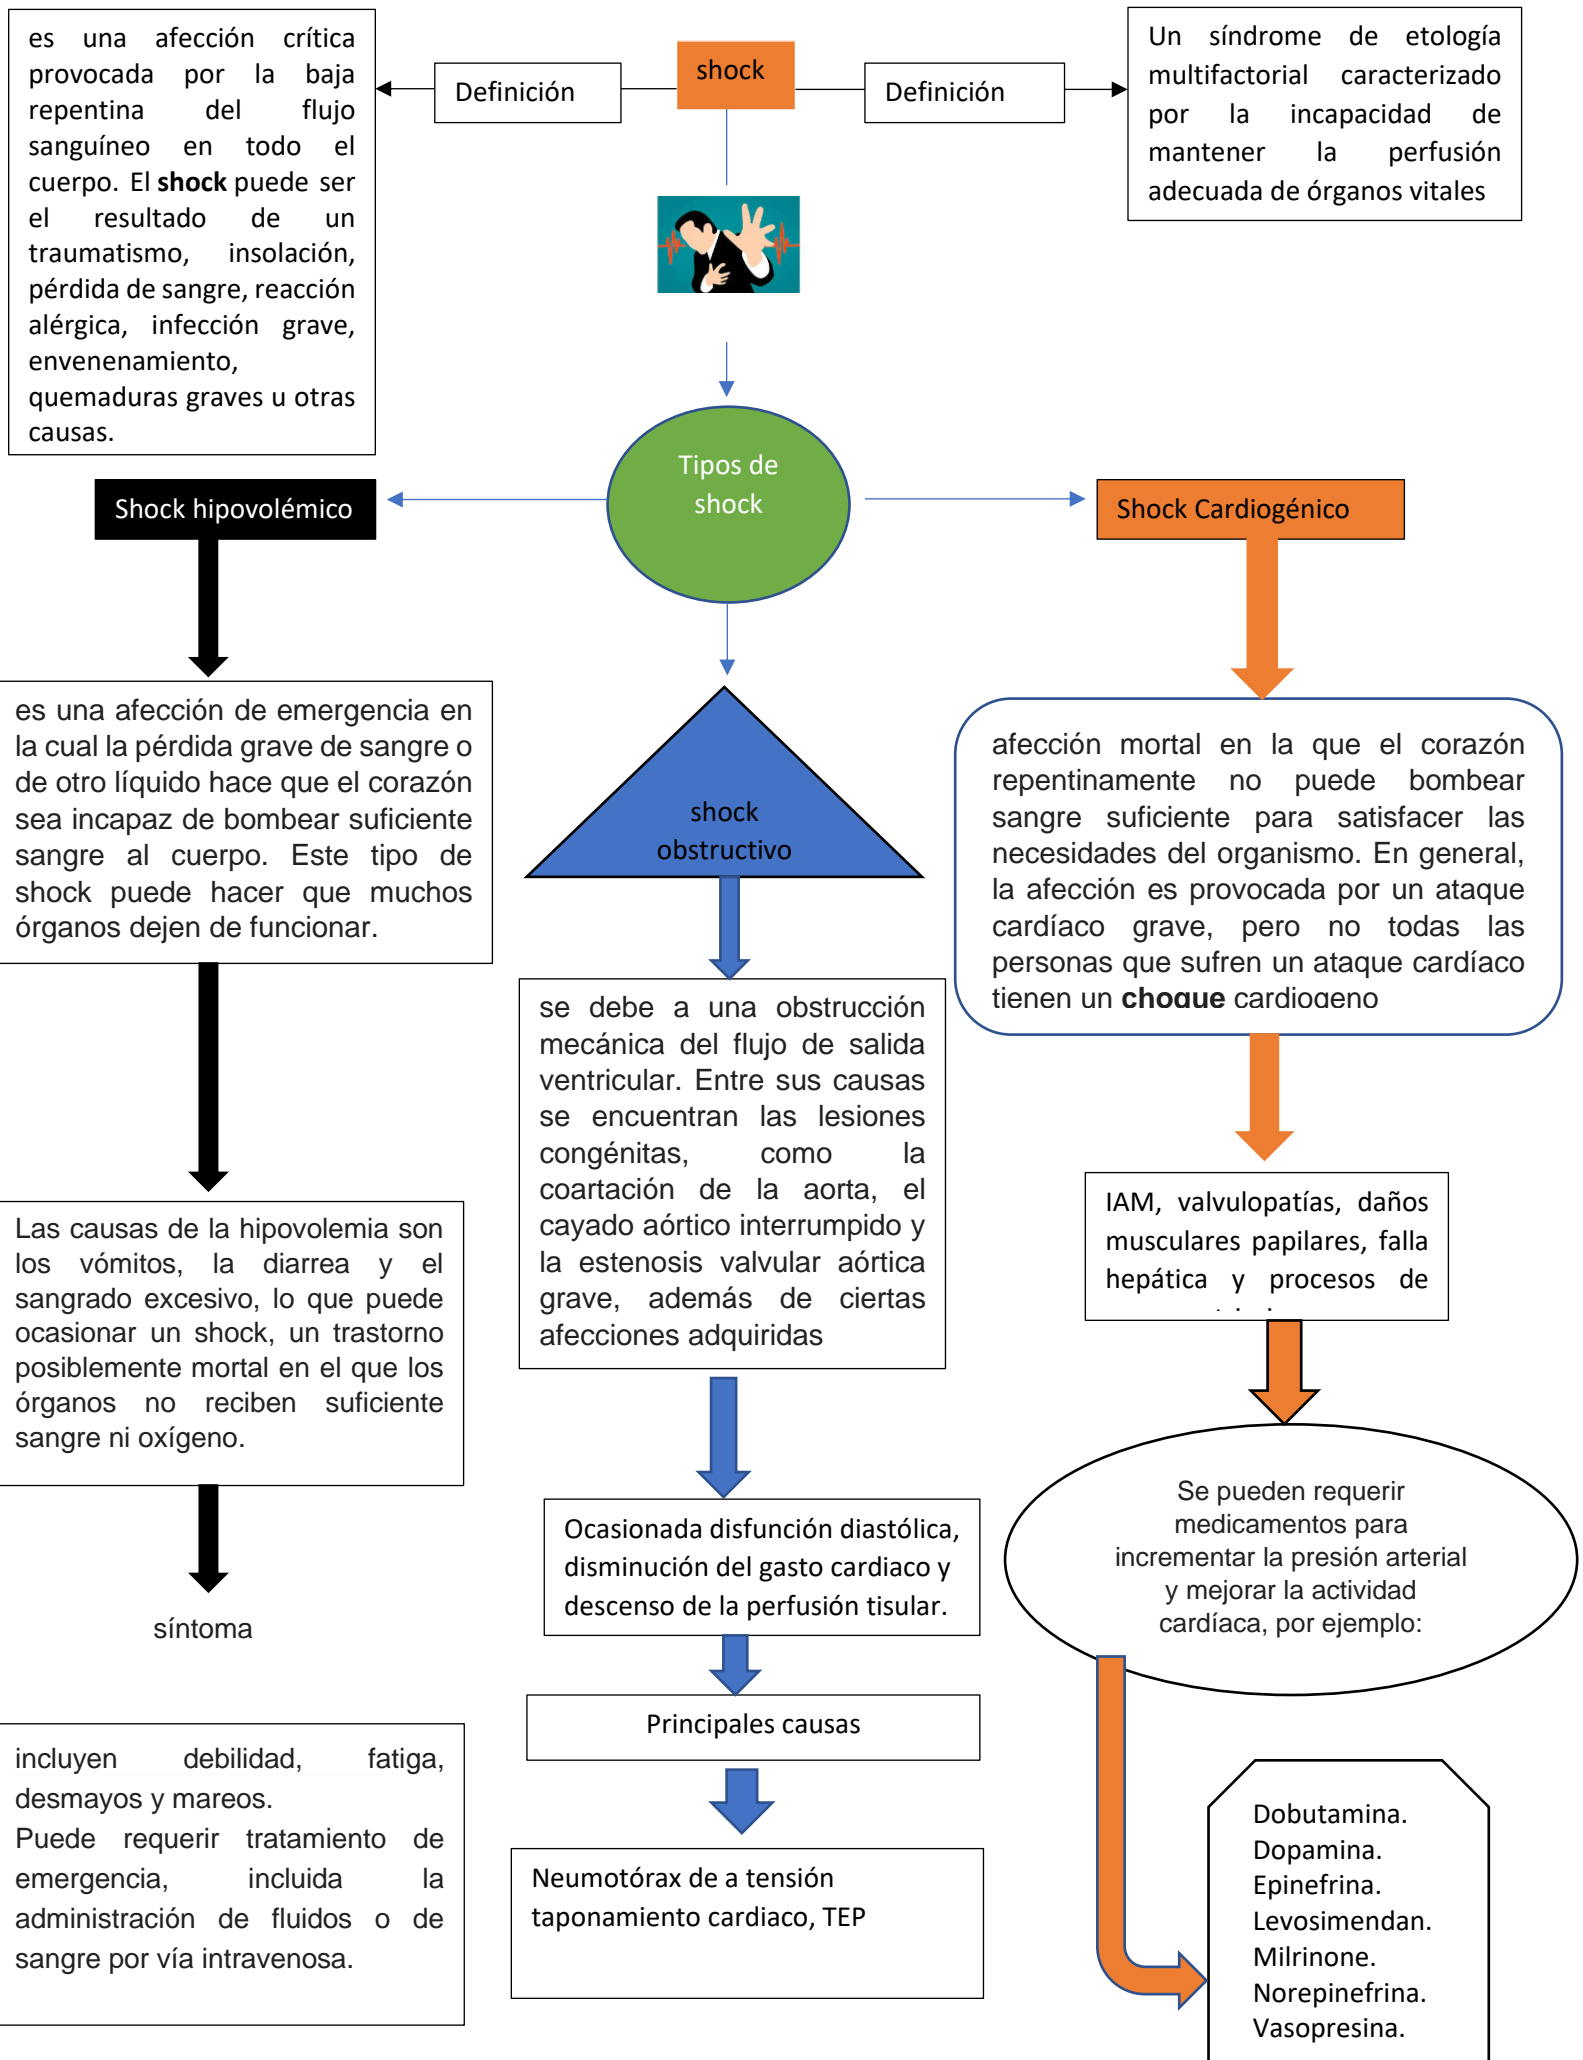 es una afección crítica
provocada por la baja
repentina del flujo
sanguíneo en todo el
cuerpo. El shock puede ser
el resultado de un
traumatismo, insolación,
pérdida de sangre, reacción
alérgica, infección grave,
envenenamiento,
quemaduras graves u otras
causas.
Definición
shock
Definición
Un síndrome de etología
multifactorial caracterizado
por la incapacidad de
mantener la perfusión
adecuada de órganos vitales
Tipos de
shock
Shock hipovolémico
Shock Cardiogénico
es una afección de emergencia en
la cual la pérdida grave de sangre o
de otro líquido hace que el corazón
sea incapaz de bombear suficiente
sangre al cuerpo. Este tipo de
shock puede hacer que muchos
órganos dejen de funcionar.
Las causas de la hipovolemia son
los vómitos, la diarrea y el
sangrado excesivo, lo que puede
ocasionar un shock, un trastorno
posiblemente mortal en el que los
órganos no reciben suficiente
sangre ni oxígeno.
síntoma
incluyen debilidad, fatiga,
desmayos y mareos.
Puede requerir tratamiento de
emergencia, incluida la
administración de fluidos o de
sangre por vía intravenosa.
shock
obstructivo
se debe a una obstrucción
mecánica del flujo de salida
ventricular. Entre sus causas
se encuentran las lesiones
congénitas, como la
coartación de la aorta, el
cayado aórtico interrumpido y
la estenosis valvular aórtica
grave, además de ciertas
afecciones adquiridas
Ocasionada disfunción diastólica,
disminución del gasto cardiaco y
descenso de la perfusión tisular.
Principales causas
Neumotórax de a tensión
taponamiento cardiaco, TEP
afección mortal en la que el corazón
repentinamente no puede bombear
sangre suficiente para satisfacer las
necesidades del organismo. En general,
la afección es provocada por un ataque
cardíaco grave, pero no todas las
personas que sufren un ataque cardíaco
tienen un choque cardiogeno
IAM, valvulopatías, daños
musculares papilares, falla
hepática y procesos de
Se pueden requerir
medicamentos para
incrementar la presión arterial
y mejorar la actividad
cardíaca, por ejemplo:
Dobutamina.
Dopamina.
Epinefrina.
Levosimendan.
Milrinone.
Norepinefrina.
Vasopresina.